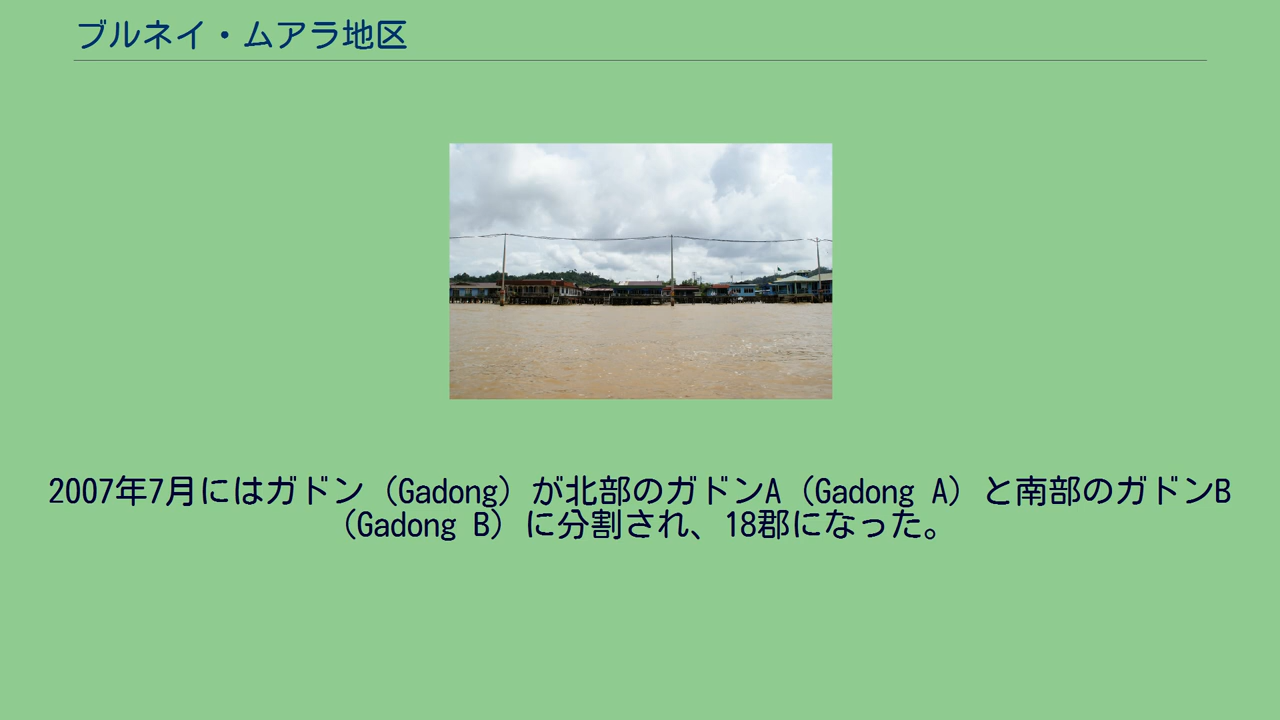 ブルネイ・ムアラ地区
2007年7月にはガドン（Gadong）が北部のガドンA（Gadong A）と南部のガドンB
（Gadong B）に分割され、18郡になった。